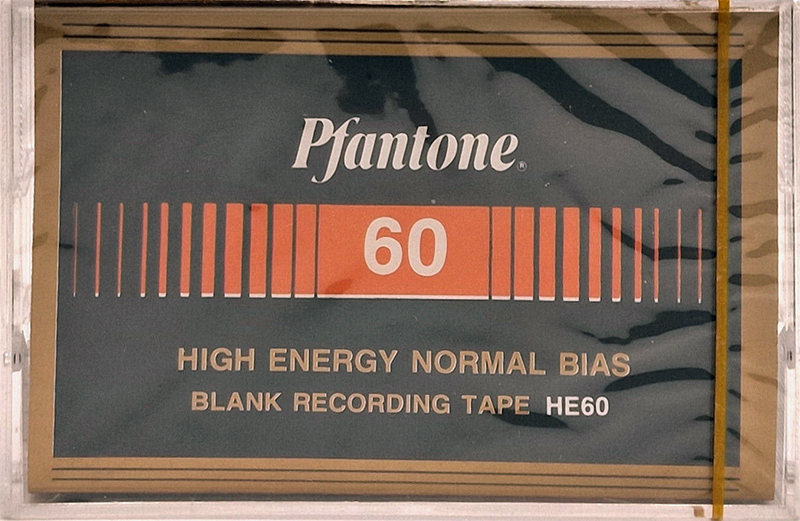 Pfantone®
60
HIGH ENERGY NORMAL BIAS
BLANK RECORDING TAPE HE60